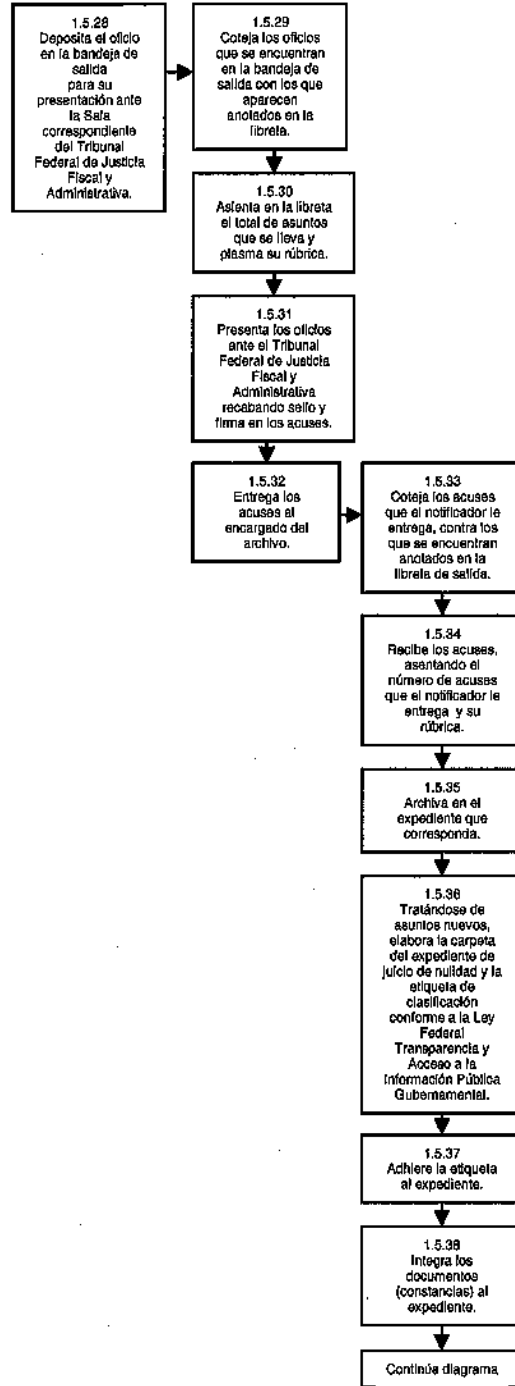 1.5.28
Deposita el oficio
en la bandeja de
salida
para su
presentación ante
la Sala
correspondiente
del Tribunal
Federal de Justicia
Fiscal y
Administrativa.
1.5.29
Coteja los oficios
que se encuentran
en la bandeja de
salida con los que
aparecen
anotados en la
libreta.
1.5.30
Asienta en la libreta
el total de asuntos
que se lleva y
plasma su rúbrica.
1.5.31
Presenta los oficios
ante el Tribunal
Federal de Justicia
Fiscal y
Administrativa
recabando sello y
firma en los acuses.
1.5.32
Entrega los
acuses al
encargado del
archivo.
1.5.33
Coteja los acuses
que el notificador le
entrega, contra los
que se encuentran
anotados en la
libreta de salida.
1.5.34
Recibe los acuses,
asentando el
número de acuses
que el notificador le
entrega y su
rúbrica.
1.5.35
Archiva en el
expediente que
corresponda.
1.5.36
Tratándose de
asuntos nuevos,
elabora la carpeta
del expediente de
juicio de nulidad y la
etiqueta de
clasificación
conforme a la Ley
Federal
Transparencia y
Acceso a la
Información Pública
Gubernamental.
1.5.37
Adhiere la etiqueta
al expediente.
1.5.38
Integra los
documentos
(constancias) al
expediente.
Continúa diagrama